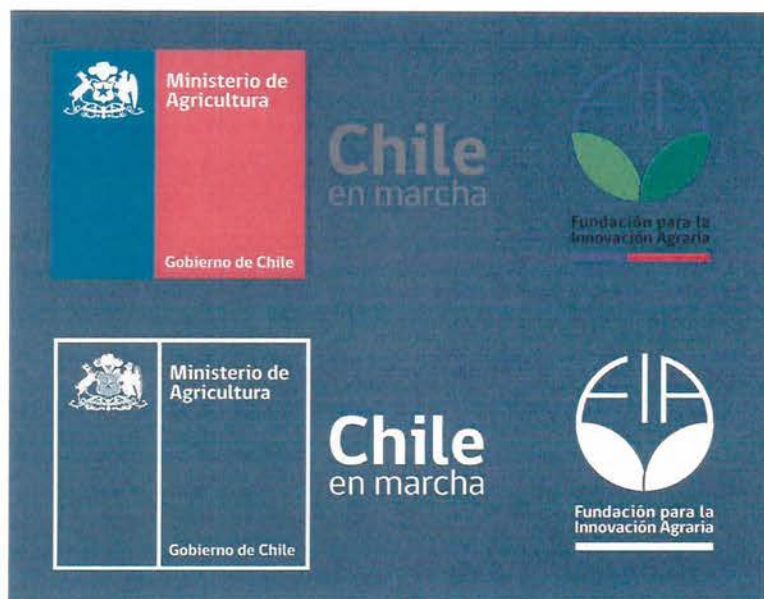 Ministerio de
Agricultura
Gobierno de Chile
Chile
en marcha
FIA
Fundación para la
Innovación Agraria
Ministerio de
Agricultura
Gobierno de Chile
Chile
en marcha
FIA
Fundación para la
Innovación Agraria